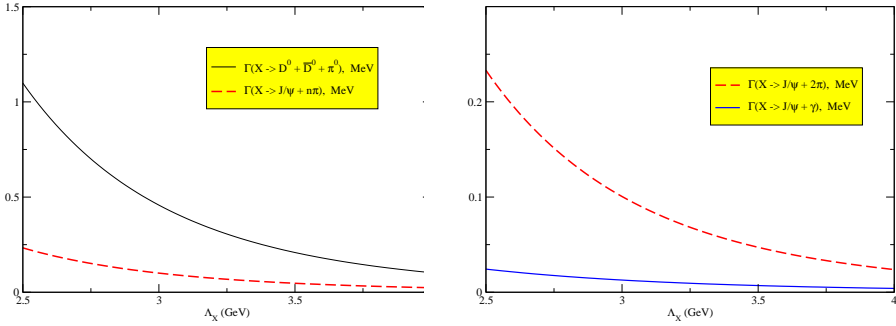 1.5
1
0.5
0
2.5
3
3.5
Λ_X (GeV)
Γ(X -> D^0 + D̅^0 + π^0), MeV
Γ(X -> J/ψ + nπ), MeV
0.2
0.1
0
2.5
3
3.5
4
Λ_X (GeV)
Γ(X -> J/ψ + 2π), MeV
Γ(X -> J/ψ + γ), MeV